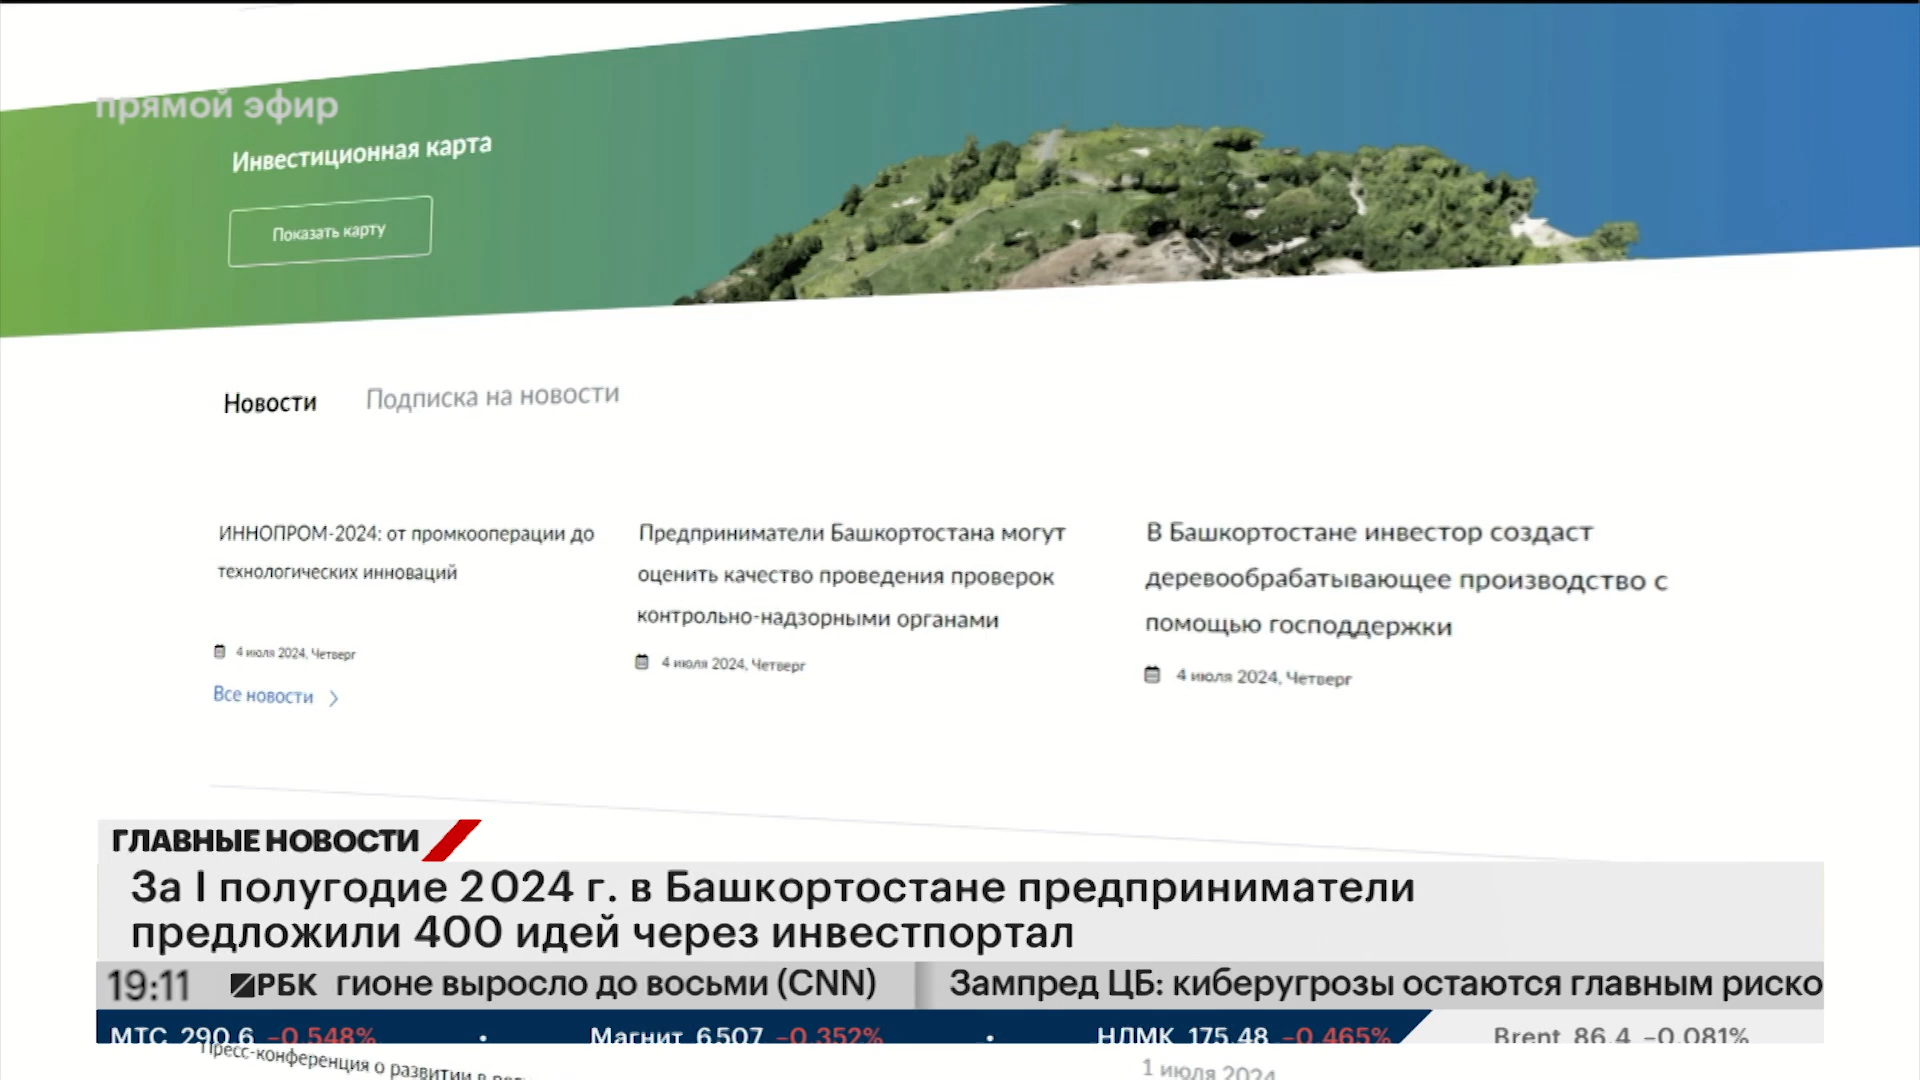 прямой эфир
Инвестиционная карта
Показать карту
Новости
Подписка на новости
ИННОПРОМ-2024: от промкооперации до
технологических инноваций
4 июля 2024, Четверг
Все новости
Предприниматели Башкортостана могут
оценить качество проведения проверок
контрольно-надзорными органами
4 июля 2024, Четверг
В Башкортостане инвестор создаст
деревообрабатывающее производство с
помощью господдержки
4 июля 2024, Четверг
ГЛАВНЫЕ НОВОСТИ
За I полугодие 2024 г. в Башкортостане предприниматели
предложили 400 идей через инвестпортал
19:11 РБК гионе выросло до восьми (CNN) Зампред ЦБ: киберугрозы остаются главным риско
МТС 290,6 −0,548% • Магнит 6507 −0,352% • НЛМК 175,48 −0,465% Brent 86,4 −0,081%
Пресс-конференция о развитии в
1 июля 2024